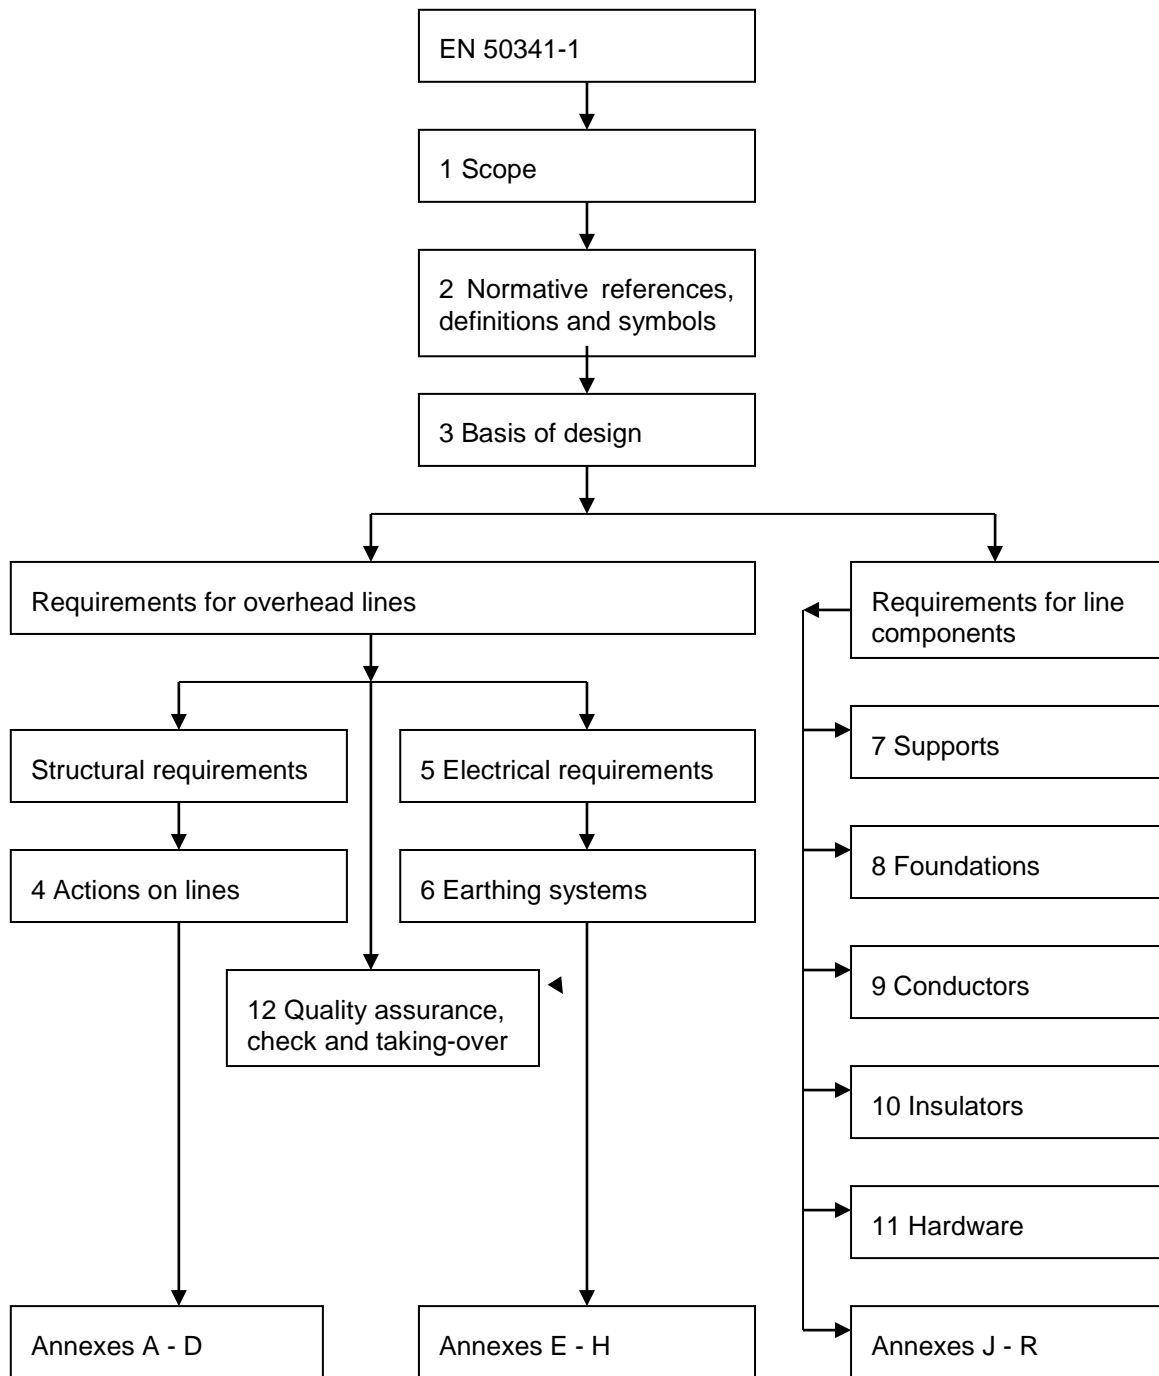 EN 50341-1
1 Scope
2 Normative references,
definitions and symbols
3 Basis of design
Requirements for overhead lines
Requirements for line
components
Structural requirements
5 Electrical requirements
7 Supports
4 Actions on lines
6 Earthing systems
8 Foundations
12 Quality assurance,
check and taking-over
9 Conductors
10 Insulators
11 Hardware
Annexes A - D
Annexes E - H
Annexes J - R